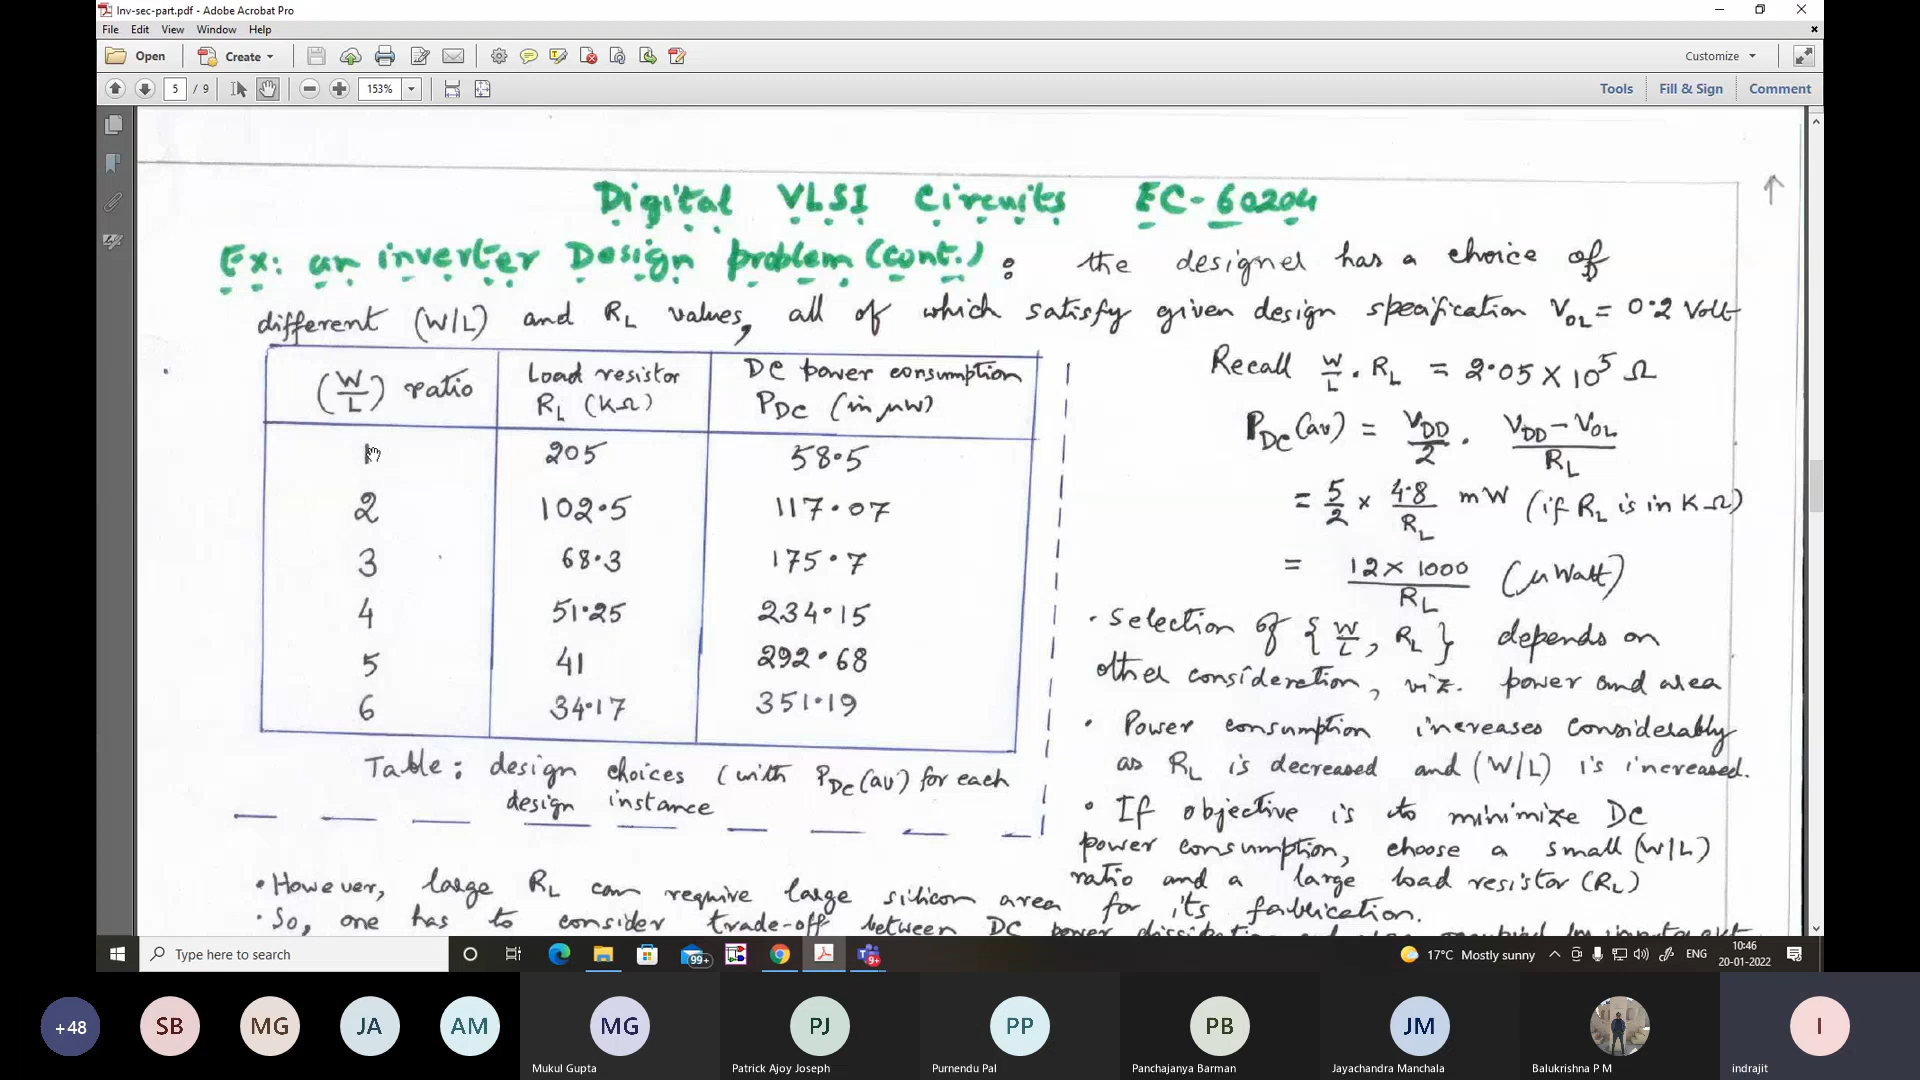 Inv-sec-part.pdf - Adobe Acrobat Pro
File Edit View Window Help
Open Create Customize
5 / 9 153% Tools Fill & Sign Comment
Digital VLSI Circuits EC-60204
Ex: an inverter Design problem (cont.) : the designer has a choice of
different (W/L) and RL values, all of which satisfy given design specification VOL = 0.2 Volt
(W/L) ratio Load resistor RL (KΩ) DC power consumption PDC (in μW)
1 205 58.5
2 102.5 117.07
3 68.3 175.7
4 51.25 234.15
5 41 292.68
6 34.17 351.19
Table: design choices (with PDC(av) for each
design instance
Recall W/L . RL = 2.05 X 10^5 Ω
PDC(av) = VDD/2 . (VDD - VOL)/RL
= 5/2 x 4.8/RL mW (if RL is in KΩ)
= 12 x 1000/RL (μWatt)
• Selection of {W/L, RL} depends on
other consideration, viz. power and area
• Power consumption increases considerably
as RL is decreased and (W/L) is increased.
• If objective is to minimize DC
power consumption, choose a small (W/L)
ratio and a large load resistor (RL)
• However, large RL can require large silicon area for its fabrication.
• So, one has to consider trade-off between DC power dissipation and area
Type here to search 99+ 9+ 17°C Mostly sunny ENG 10:46
20-01-2022
+48 SB MG JA AM MG PJ PP PB JM I
Mukul Gupta Patrick Ajoy Joseph Purnendu Pal Panchajanya Barman Jayachandra Manchala Balukrishna P M indrajit